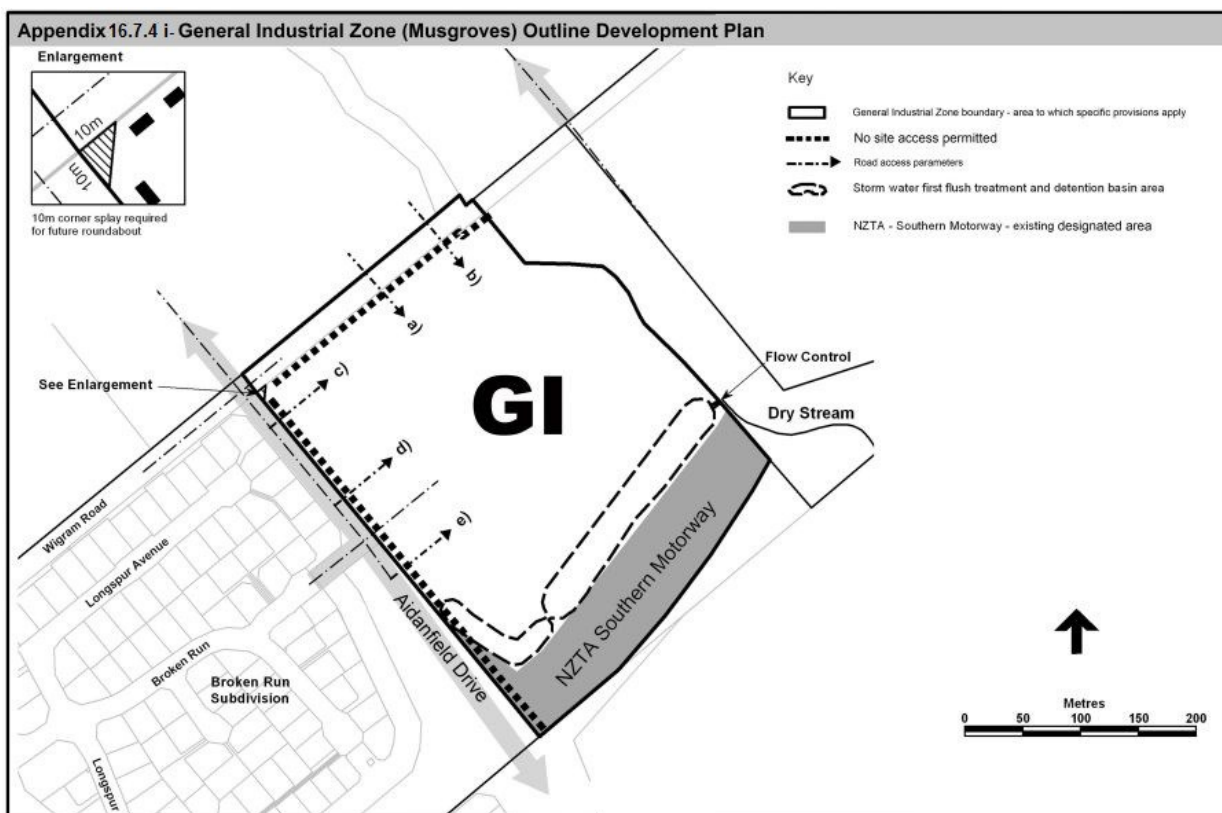 Appendix 16.7.4 i- General Industrial Zone (Musgroves) Outline Development Plan
Enlargement
10m
10m
10m corner splay required
for future roundabout
Key
General Industrial Zone boundary - area to which specific provisions apply
No site access permitted
Road access parameters
Storm water first flush treatment and detention basin area
NZTA - Southern Motorway - existing designated area
b)
a)
c)
See Enlargement
GI
Flow Control
Dry Stream
d)
e)
Wigram Road
Longspur Avenue
Aidanfield Drive
NZTA Southern Motorway
Broken Run
Broken Run
Subdivision
Longspur
Metres
0 50 100 150 200